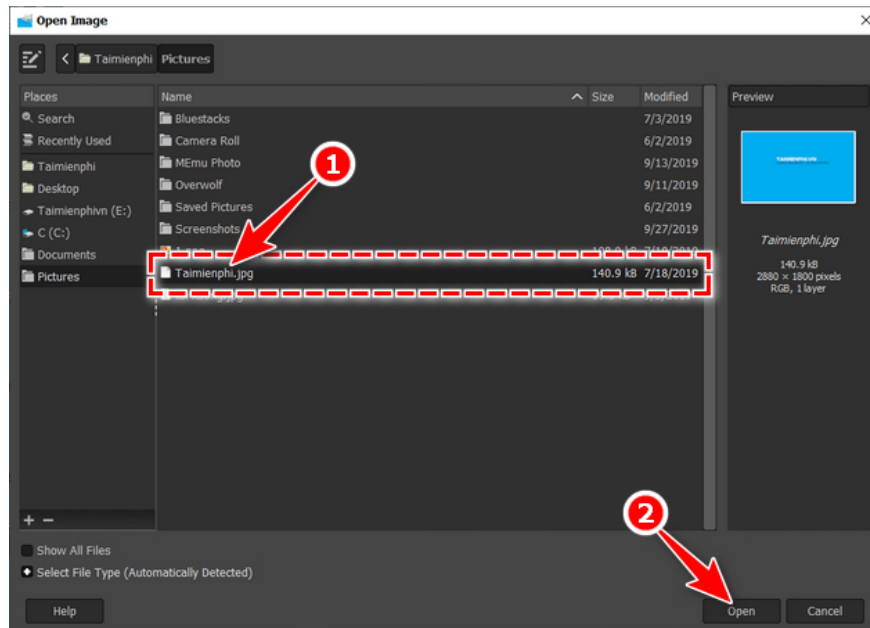 Open Image
Taimienphi Pictures
Places Name Size Modified Preview
Search Bluestacks 7/3/2019
Recently Used Camera Roll 6/2/2019
Taimienphi MEmu Photo 9/13/2019
Desktop Overwolf 9/11/2019
Taimienphivn (E:) Saved Pictures 6/2/2019
C (C:) Screenshots 9/27/2019
Documents
Pictures Taimienphi.jpg 140.9 kB 7/18/2019
Taimienphi.jpg
140.9 kB
2880 × 1800 pixels
RGB, 1 layer
1
2
Show All Files
Select File Type (Automatically Detected)
Help Open Cancel